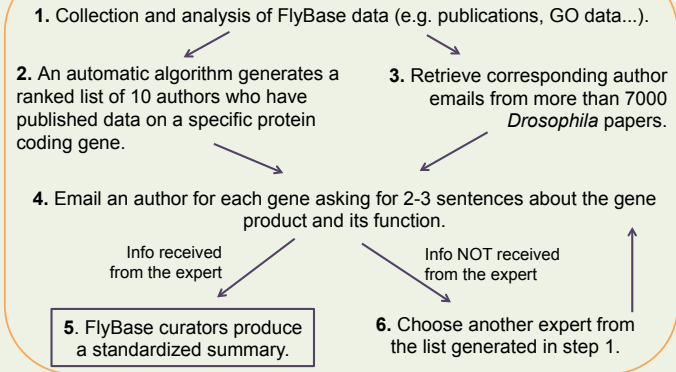 1. Collection and analysis of FlyBase data (e.g. publications, GO data...).
2. An automatic algorithm generates a
ranked list of 10 authors who have
published data on a specific protein
coding gene.
3. Retrieve corresponding author
emails from more than 7000
Drosophila papers.
4. Email an author for each gene asking for 2-3 sentences about the gene
product and its function.
Info received
from the expert
Info NOT received
from the expert
5. FlyBase curators produce
a standardized summary.
6. Choose another expert from
the list generated in step 1.